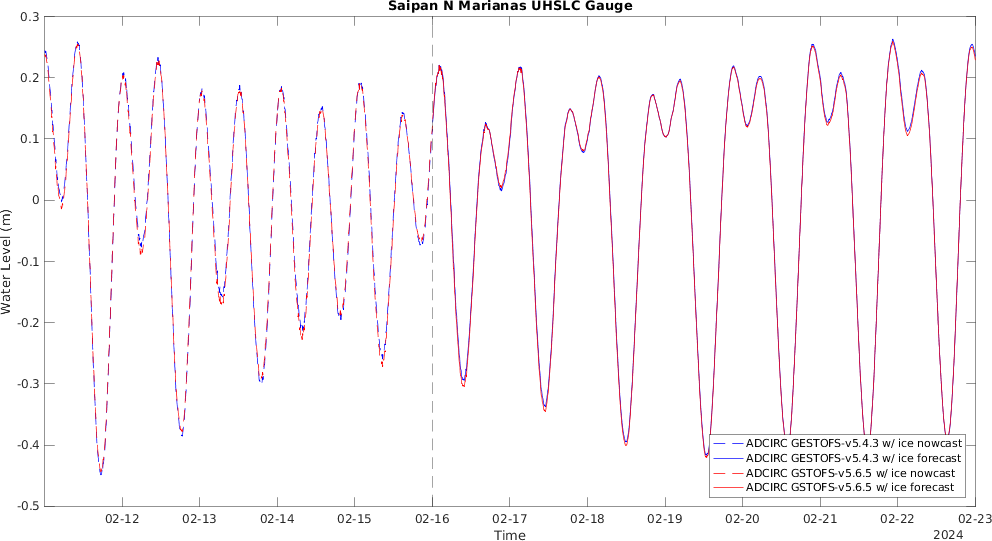 Saipan N Marianas UHSLC Gauge
Water Level (m)
0.3
0.2
0.1
0
-0.1
-0.2
-0.3
-0.4
-0.5
ADCIRC GESTOFS-v5.4.3 w/ ice nowcast
ADCIRC GESTOFS-v5.4.3 w/ ice forecast
ADCIRC GSTOFS-v5.6.5 w/ ice nowcast
ADCIRC GSTOFS-v5.6.5 w/ ice forecast
02-12 02-13 02-14 02-15 02-16 02-17 02-18 02-19 02-20 02-21 02-22 02-23
Time
2024